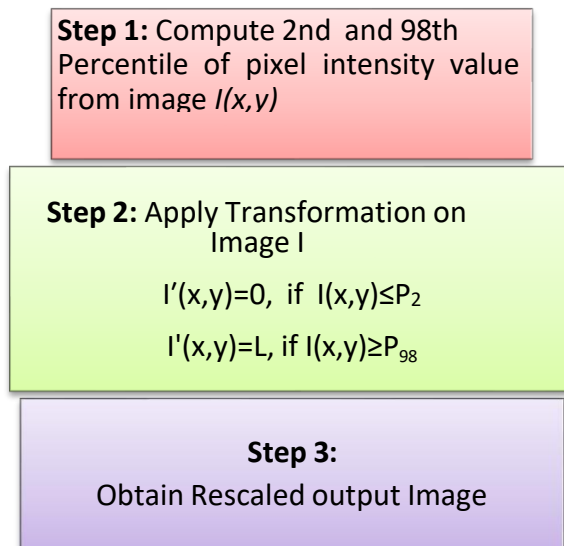 Step 1: Compute 2nd and 98th
Percentile of pixel intensity value
from image I(x,y)
Step 2: Apply Transformation on
Image I
I′(x,y)=0, if I(x,y)≤P₂
I'(x,y)=L, if I(x,y)≥P₉₈
Step 3:
Obtain Rescaled output Image